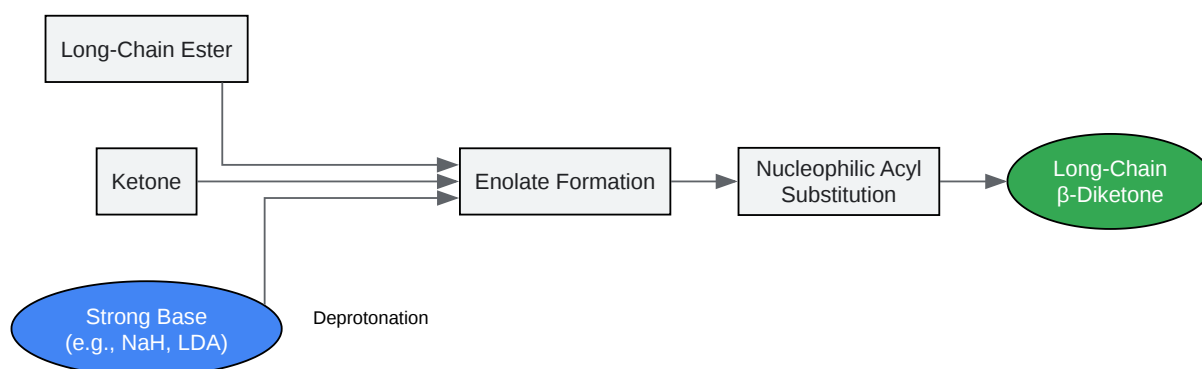 Long-Chain Ester
Ketone
Enolate Formation
Nucleophilic Acyl
Substitution
Long-Chain
β-Diketone
Strong Base
(e.g., NaH, LDA)
Deprotonation